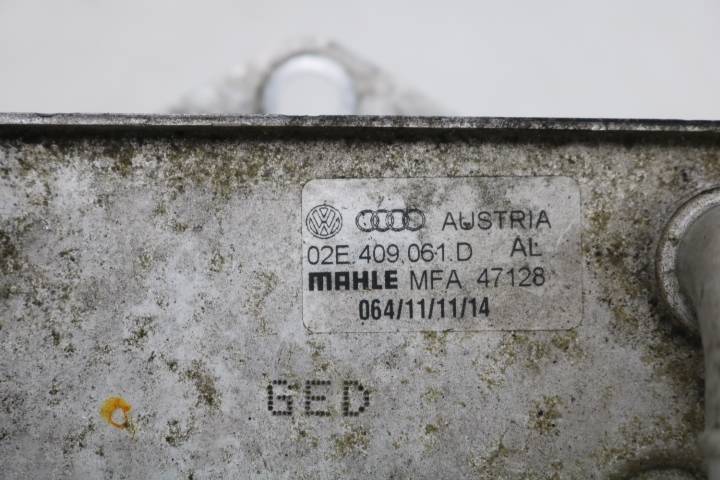 AUSTRIA
02E.409.061.D AL
MAHLE MFA 47128
064/11/11/14
GED